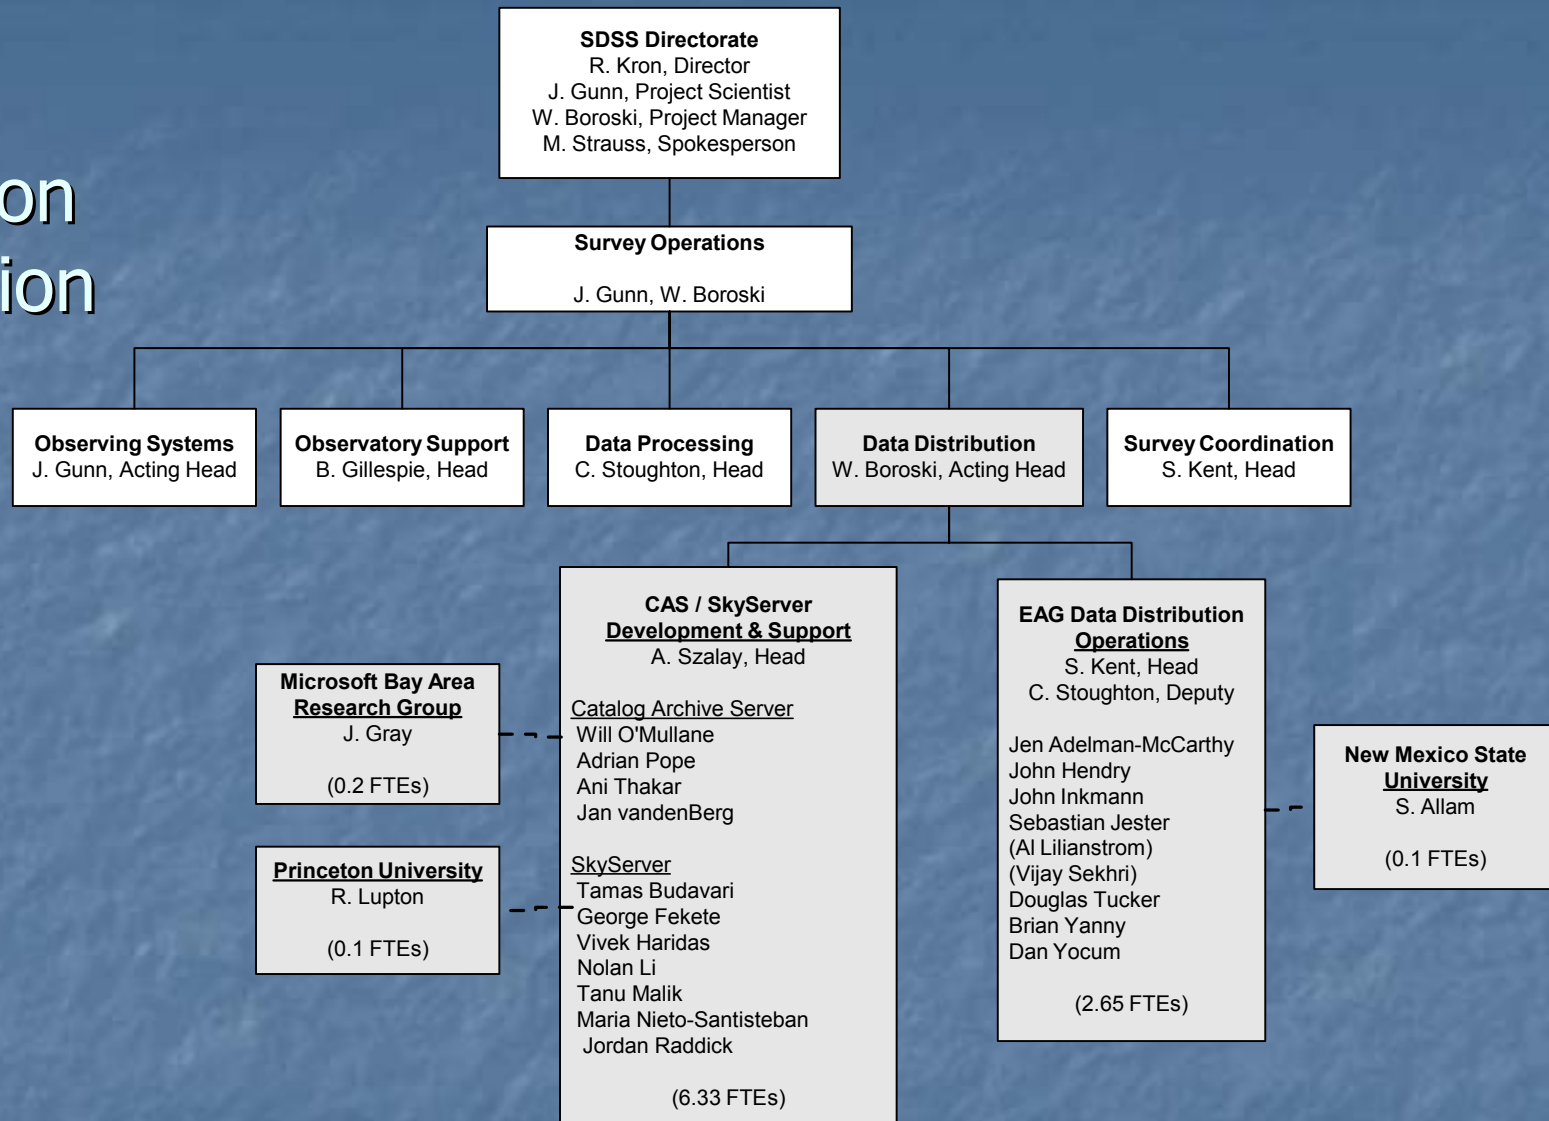 on
ion
SDSS Directorate
R. Kron, Director
J. Gunn, Project Scientist
W. Boroski, Project Manager
M. Strauss, Spokesperson
Survey Operations
J. Gunn, W. Boroski
Observing Systems
J. Gunn, Acting Head
Observatory Support
B. Gillespie, Head
Data Processing
C. Stoughton, Head
Data Distribution
W. Boroski, Acting Head
Survey Coordination
S. Kent, Head
Microsoft Bay Area
Research Group
J. Gray
(0.2 FTEs)
Princeton University
R. Lupton
(0.1 FTEs)
CAS / SkyServer
Development & Support
A. Szalay, Head
Catalog Archive Server
Will O'Mullane
Adrian Pope
Ani Thakar
Jan vandenBerg
SkyServer
Tamas Budavari
George Fekete
Vivek Haridas
Nolan Li
Tanu Malik
Maria Nieto-Santisteban
Jordan Raddick
(6.33 FTEs)
EAG Data Distribution
Operations
S. Kent, Head
C. Stoughton, Deputy
Jen Adelman-McCarthy
John Hendry
John Inkmann
Sebastian Jester
(Al Lilianstrom)
(Vijay Sekhri)
Douglas Tucker
Brian Yanny
Dan Yocum
(2.65 FTEs)
New Mexico State
University
S. Allam
(0.1 FTEs)